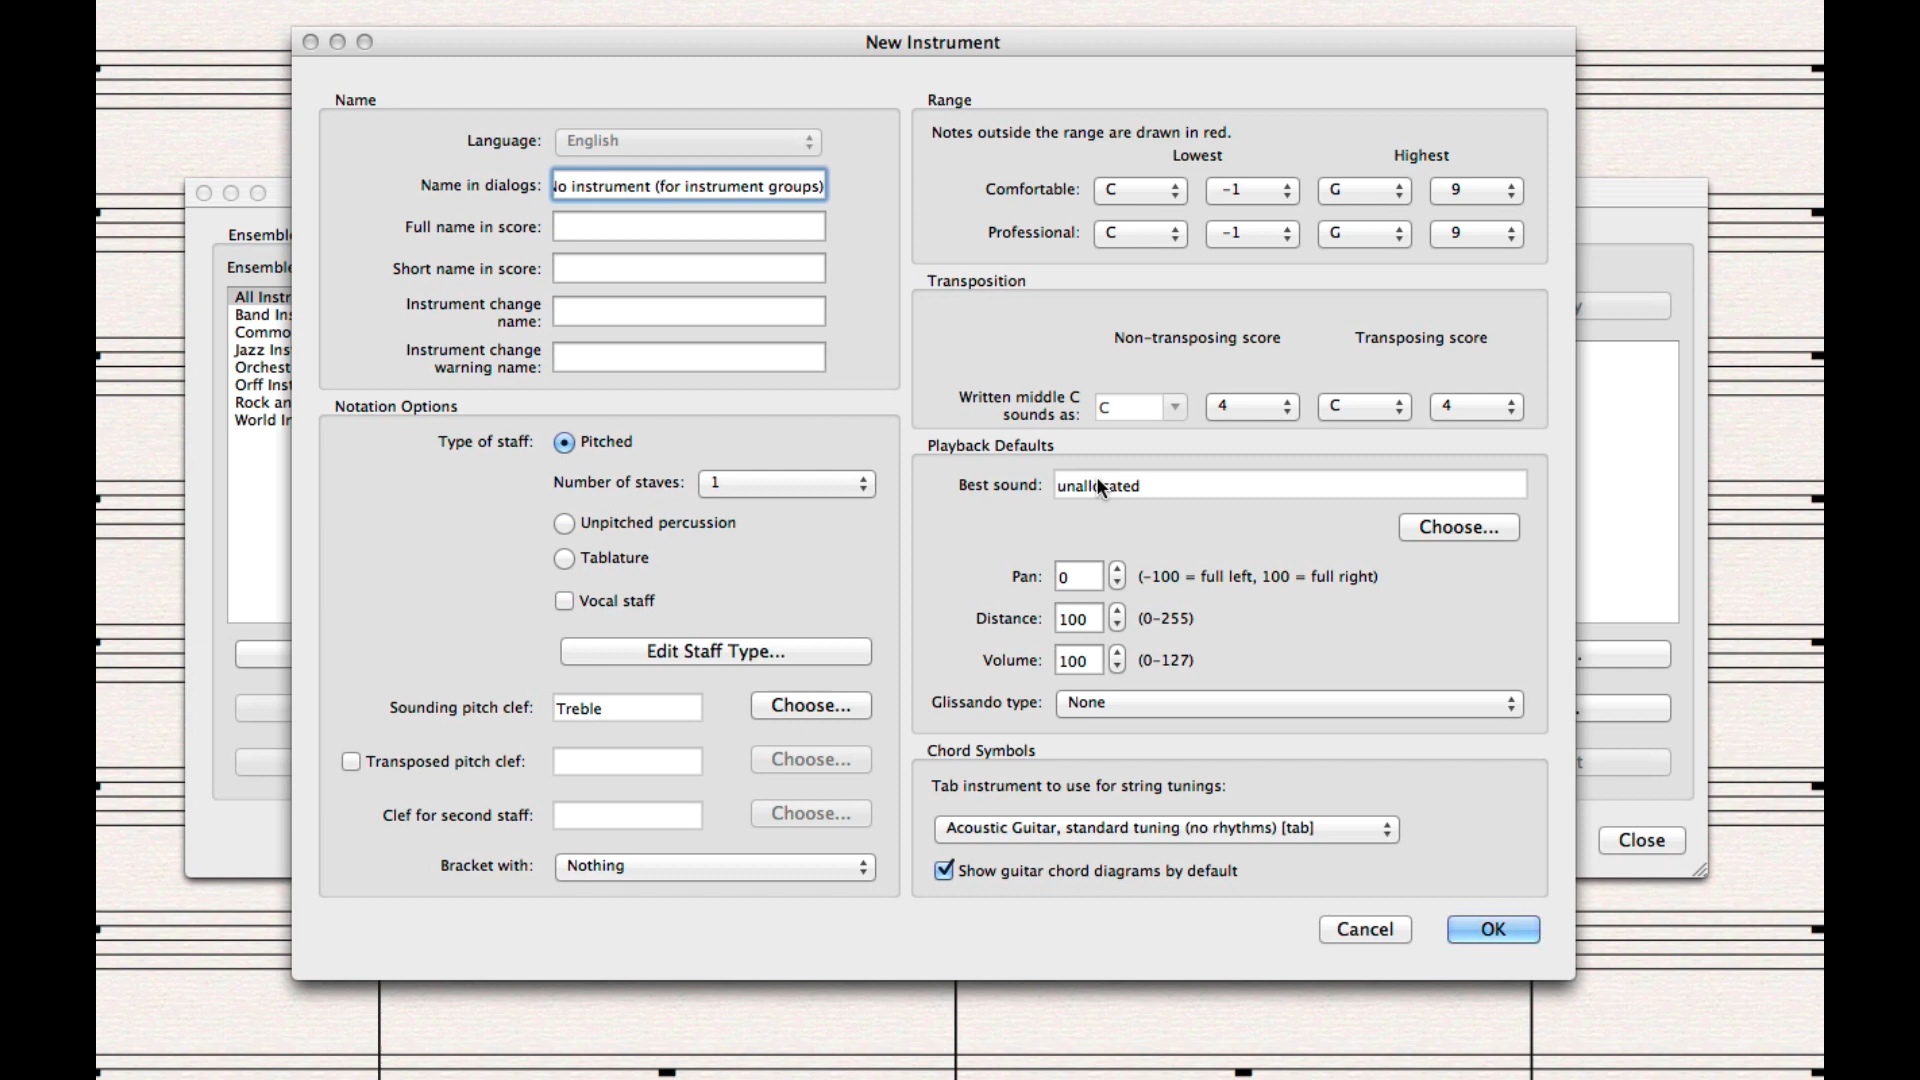 New Instrument
Name
Language: English
Name in dialogs: instrument (for instrument groups)
Full name in score:
Short name in score:
Instrument change
name:
Instrument change
warning name:
Notation Options
Type of staff: Pitched
Number of staves: 1
Unpitched percussion
Tablature
Vocal staff
Edit Staff Type...
Sounding pitch clef: Treble Choose...
Transposed pitch clef: Choose...
Clef for second staff: Choose...
Bracket with: Nothing
Range
Notes outside the range are drawn in red.
Lowest Highest
Comfortable: C -1 G 9
Professional: C -1 G 9
Transposition
Non-transposing score Transposing score
Written middle C
sounds as: C 4 C 4
Playback Defaults
Best sound: unallocated
Choose...
Pan: 0 (-100 = full left, 100 = full right)
Distance: 100 (0-255)
Volume: 100 (0-127)
Glissando type: None
Chord Symbols
Tab instrument to use for string tunings:
Acoustic Guitar, standard tuning (no rhythms) [tab]
Show guitar chord diagrams by default
Cancel OK
Ensembl
Ensemble
All Instr
Band Ins
Commo
Jazz Ins
Orchest
Orff Inst
Rock an
World In
Close